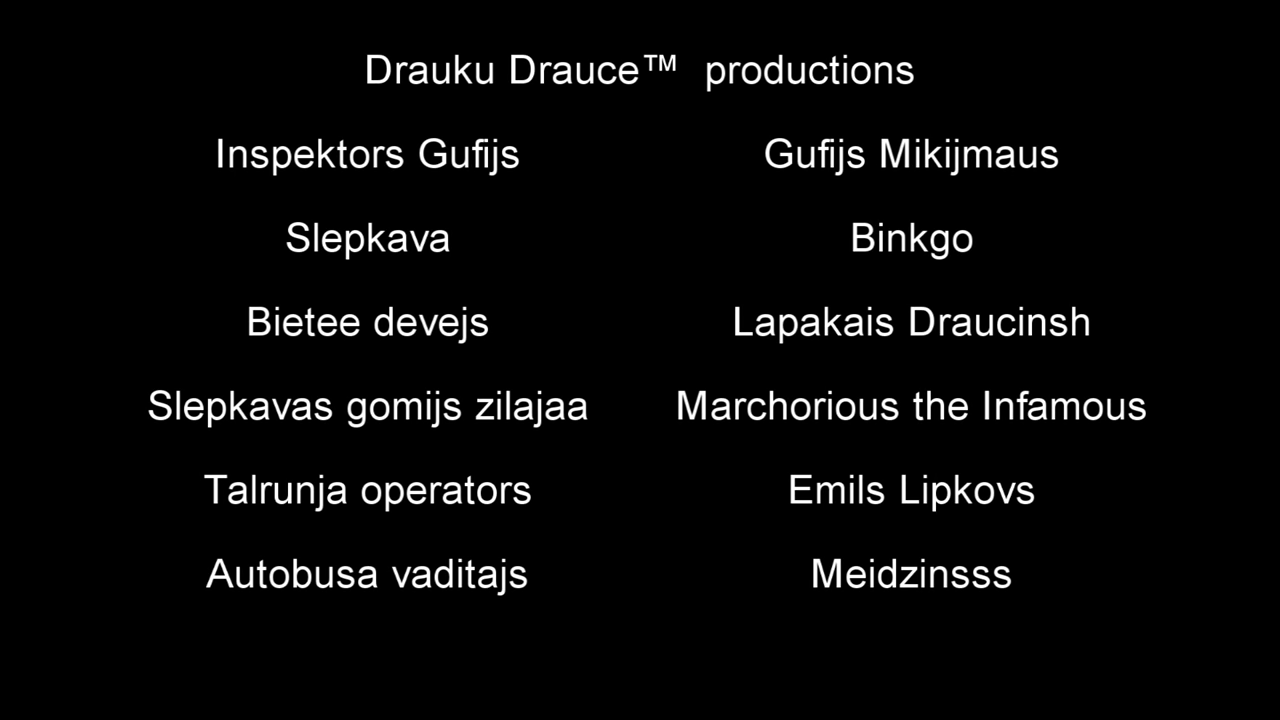 Drauku Drauce™ productions
Inspektors Gufijs Gufijs Mikijmaus
Slepkava Binkgo
Bietee devejs Lapakais Draucinsh
Slepkavas gomijs zilajaa Marchorious the Infamous
Talrunja operators Emils Lipkovs
Autobusa vaditajs Meidzinsss